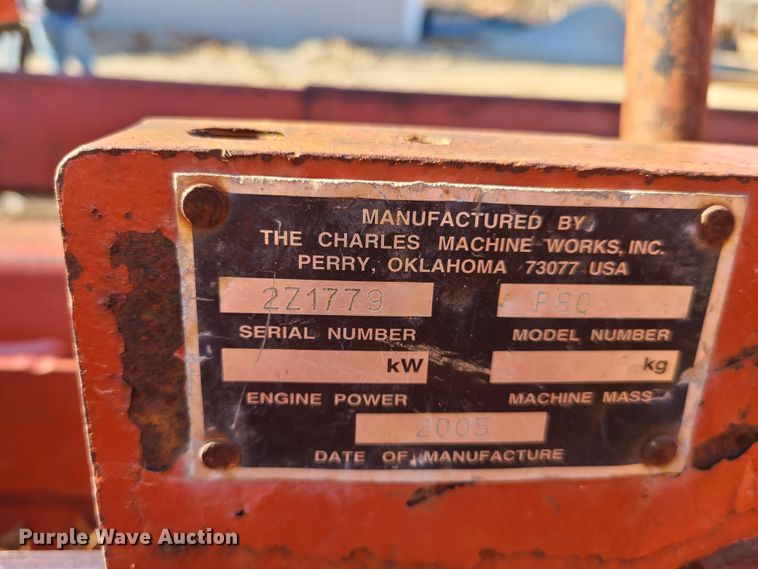 MANUFACTURED BY
THE CHARLES MACHINE WORKS, INC.
PERRY, OKLAHOMA 73077 USA
2Z1779 P80
SERIAL NUMBER MODEL NUMBER
kW kg
ENGINE POWER MACHINE MASS
2005
DATE OF MANUFACTURE
Purple Wave Auction